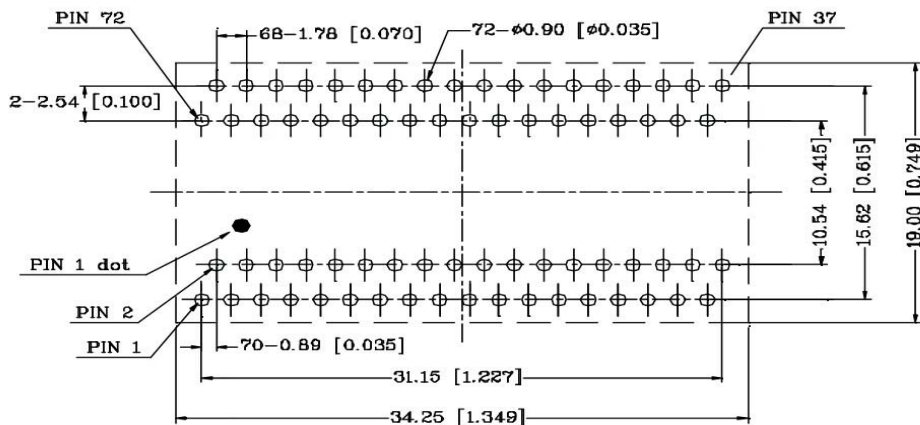 PIN 72
68-1.78 [0.070]
72-ø0.90 [ø0.035]
PIN 37
2-2.54 [0.100]
10.54 [0.415]
15.62 [0.615]
19.00 [0.749]
PIN 1 dot
PIN 2
PIN 1
70-0.89 [0.035]
31.15 [1.227]
34.25 [1.349]